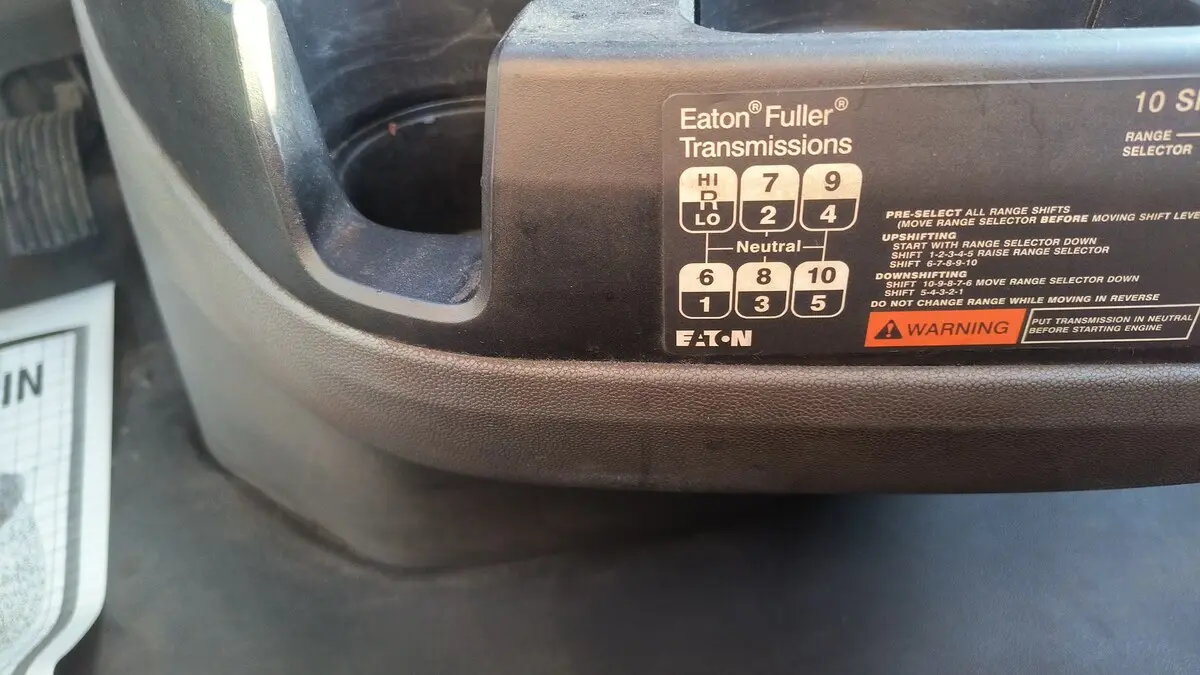 Eaton® Fuller®
Transmissions
HI 7 9
R
LO 2 4
Neutral
6 8 10
1 3 5
EATON
10
RANGE
SELECTOR
PRE-SELECT ALL RANGE SHIFTS
(MOVE RANGE SELECTOR BEFORE MOVING SHIFT
UPSHIFTING
START WITH RANGE SELECTOR DOWN
SHIFT 1-2-3-4-5 RAISE RANGE SELECTOR
SHIFT 6-7-8-9-10
DOWNSHIFTING
SHIFT 10-9-8-7-6 MOVE RANGE SELECTOR DOWN
SHIFT 5-4-3-2-1
DO NOT CHANGE RANGE WHILE MOVING IN REVERSE
WARNING
PUT TRANSMISSION IN NEUTRAL
BEFORE STARTING ENGINE
IN